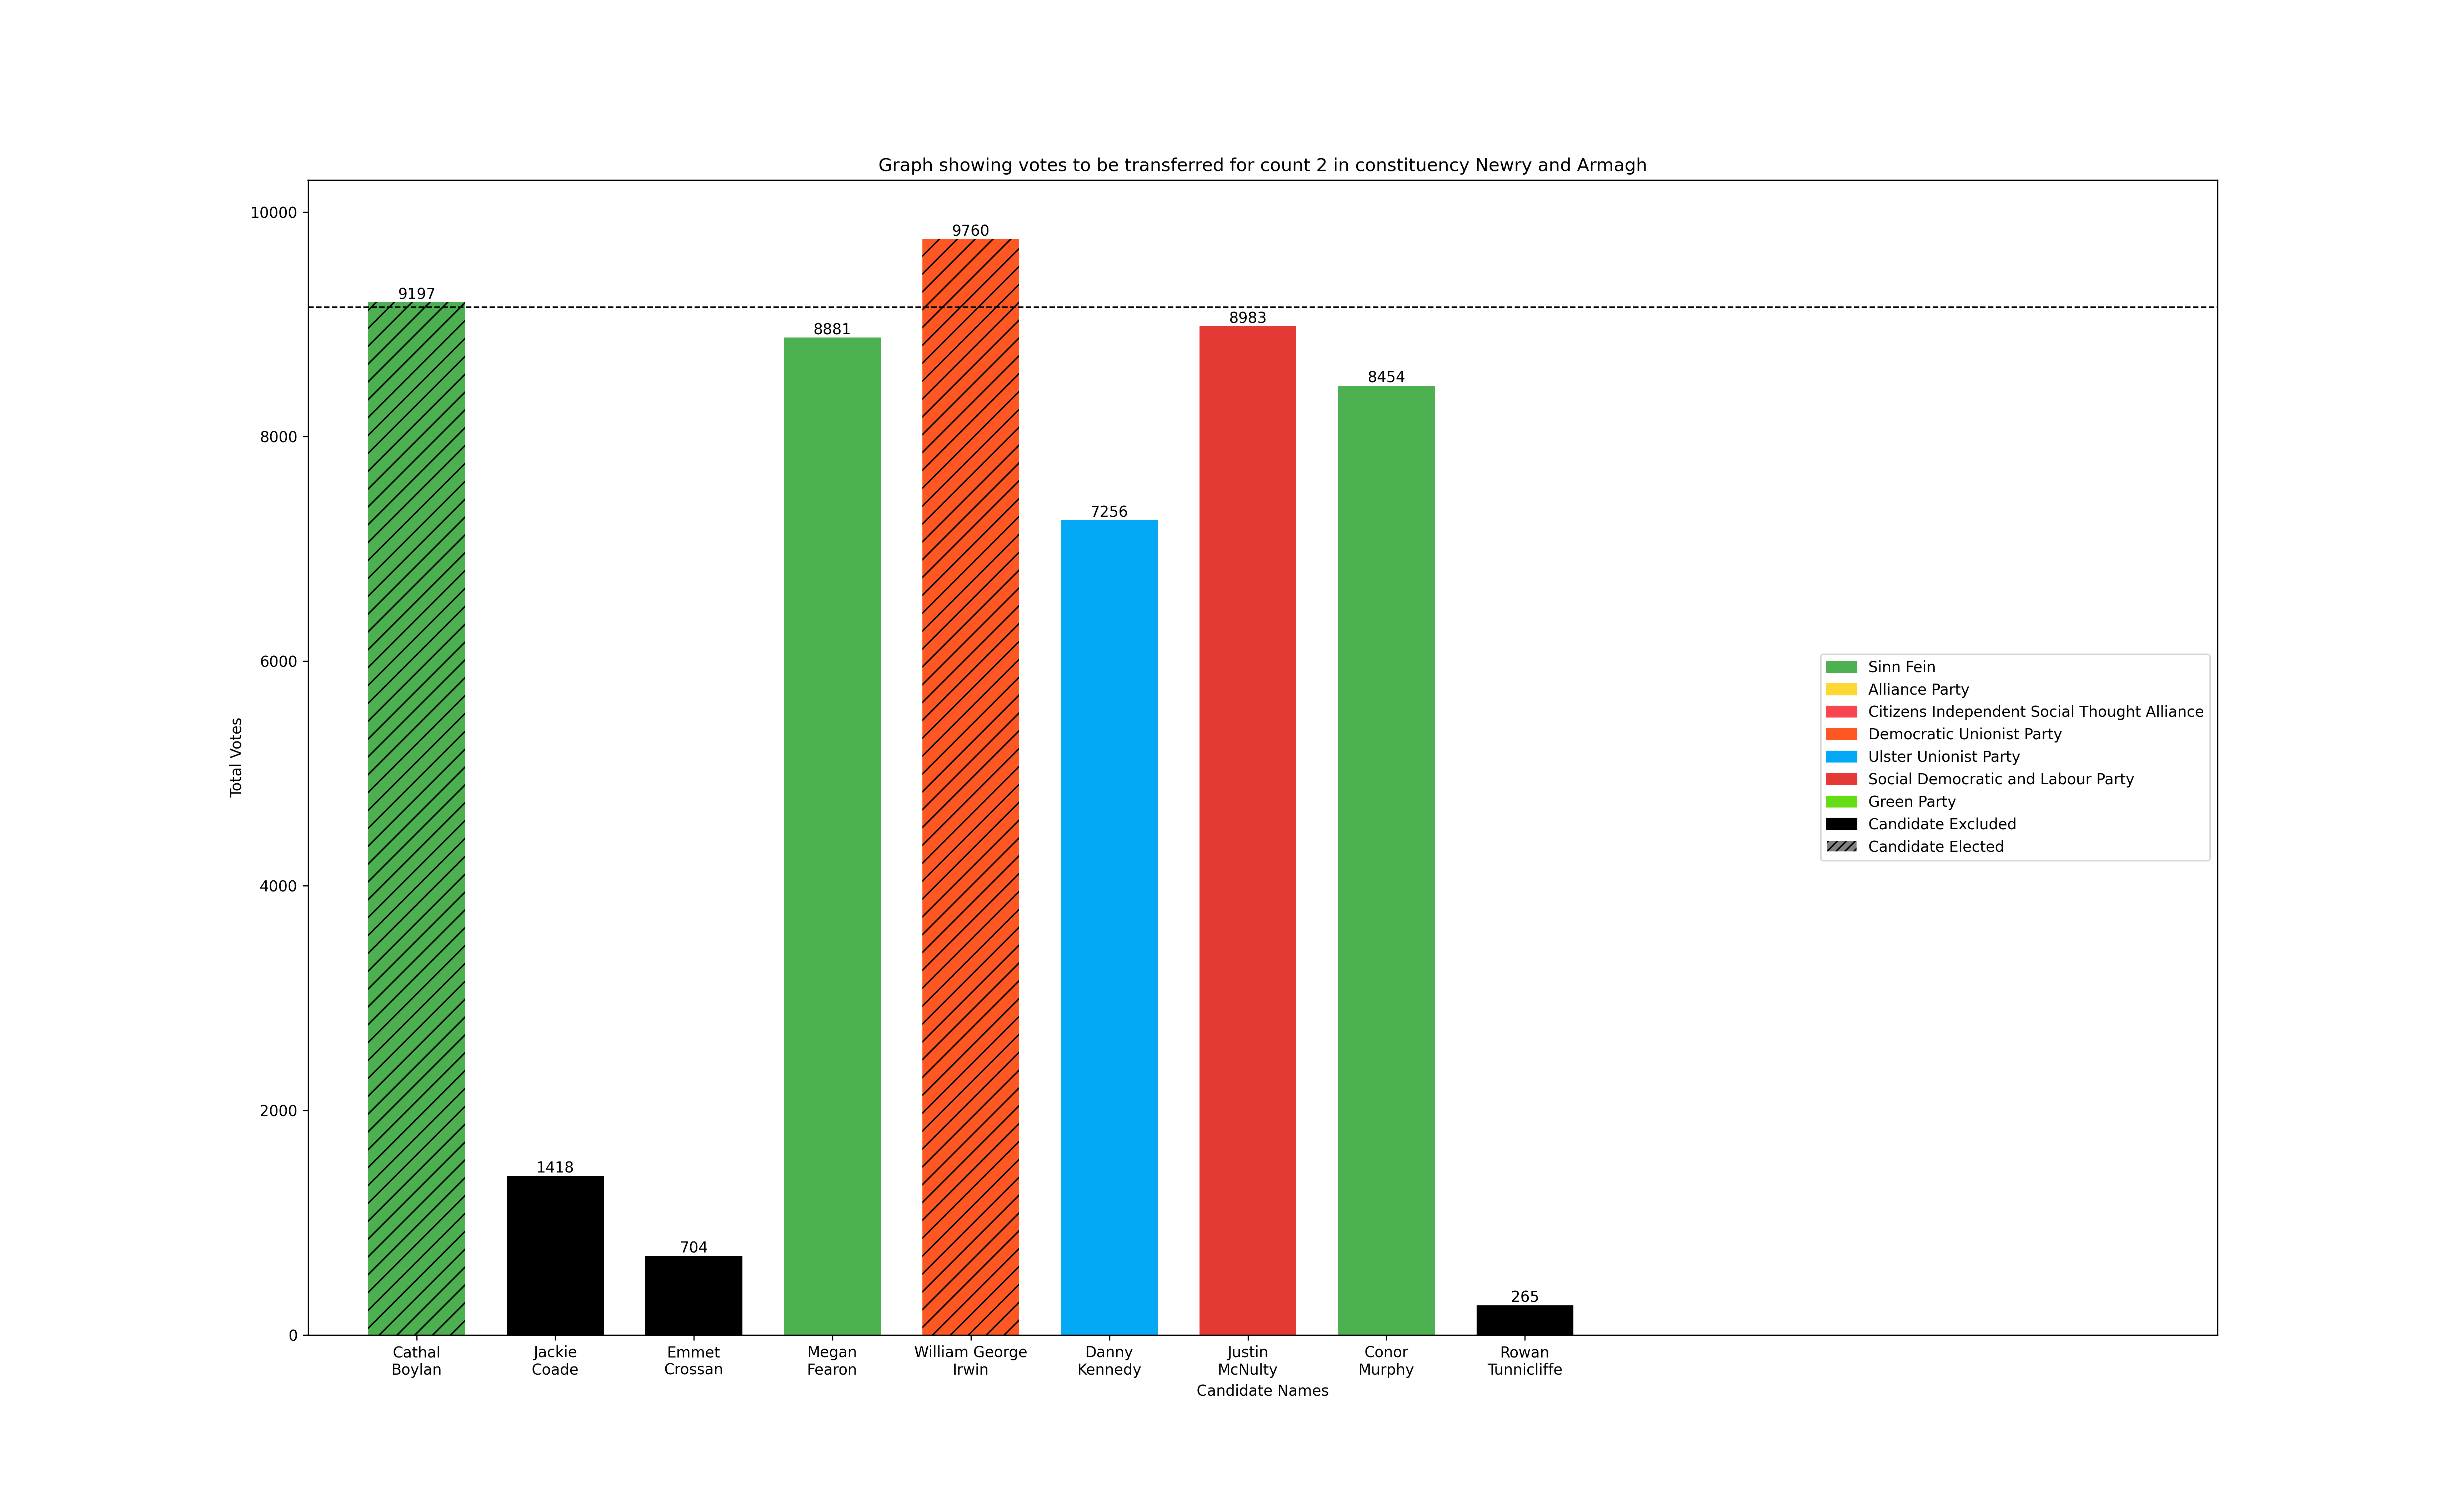 Graph showing votes to be transferred for count 2 in constituency Newry and Armagh
10000
8000
6000
4000
2000
0
Total Votes
9197
1418
704
8881
9760
7256
8983
8454
265
Sinn Fein
Alliance Party
Citizens Independent Social Thought Alliance
Democratic Unionist Party
Ulster Unionist Party
Social Democratic and Labour Party
Green Party
Candidate Excluded
Candidate Elected
Cathal
Boylan
Jackie
Coade
Emmet
Crossan
Megan
Fearon
William George
Irwin
Danny
Kennedy
Justin
McNulty
Conor
Murphy
Rowan
Tunnicliffe
Candidate Names